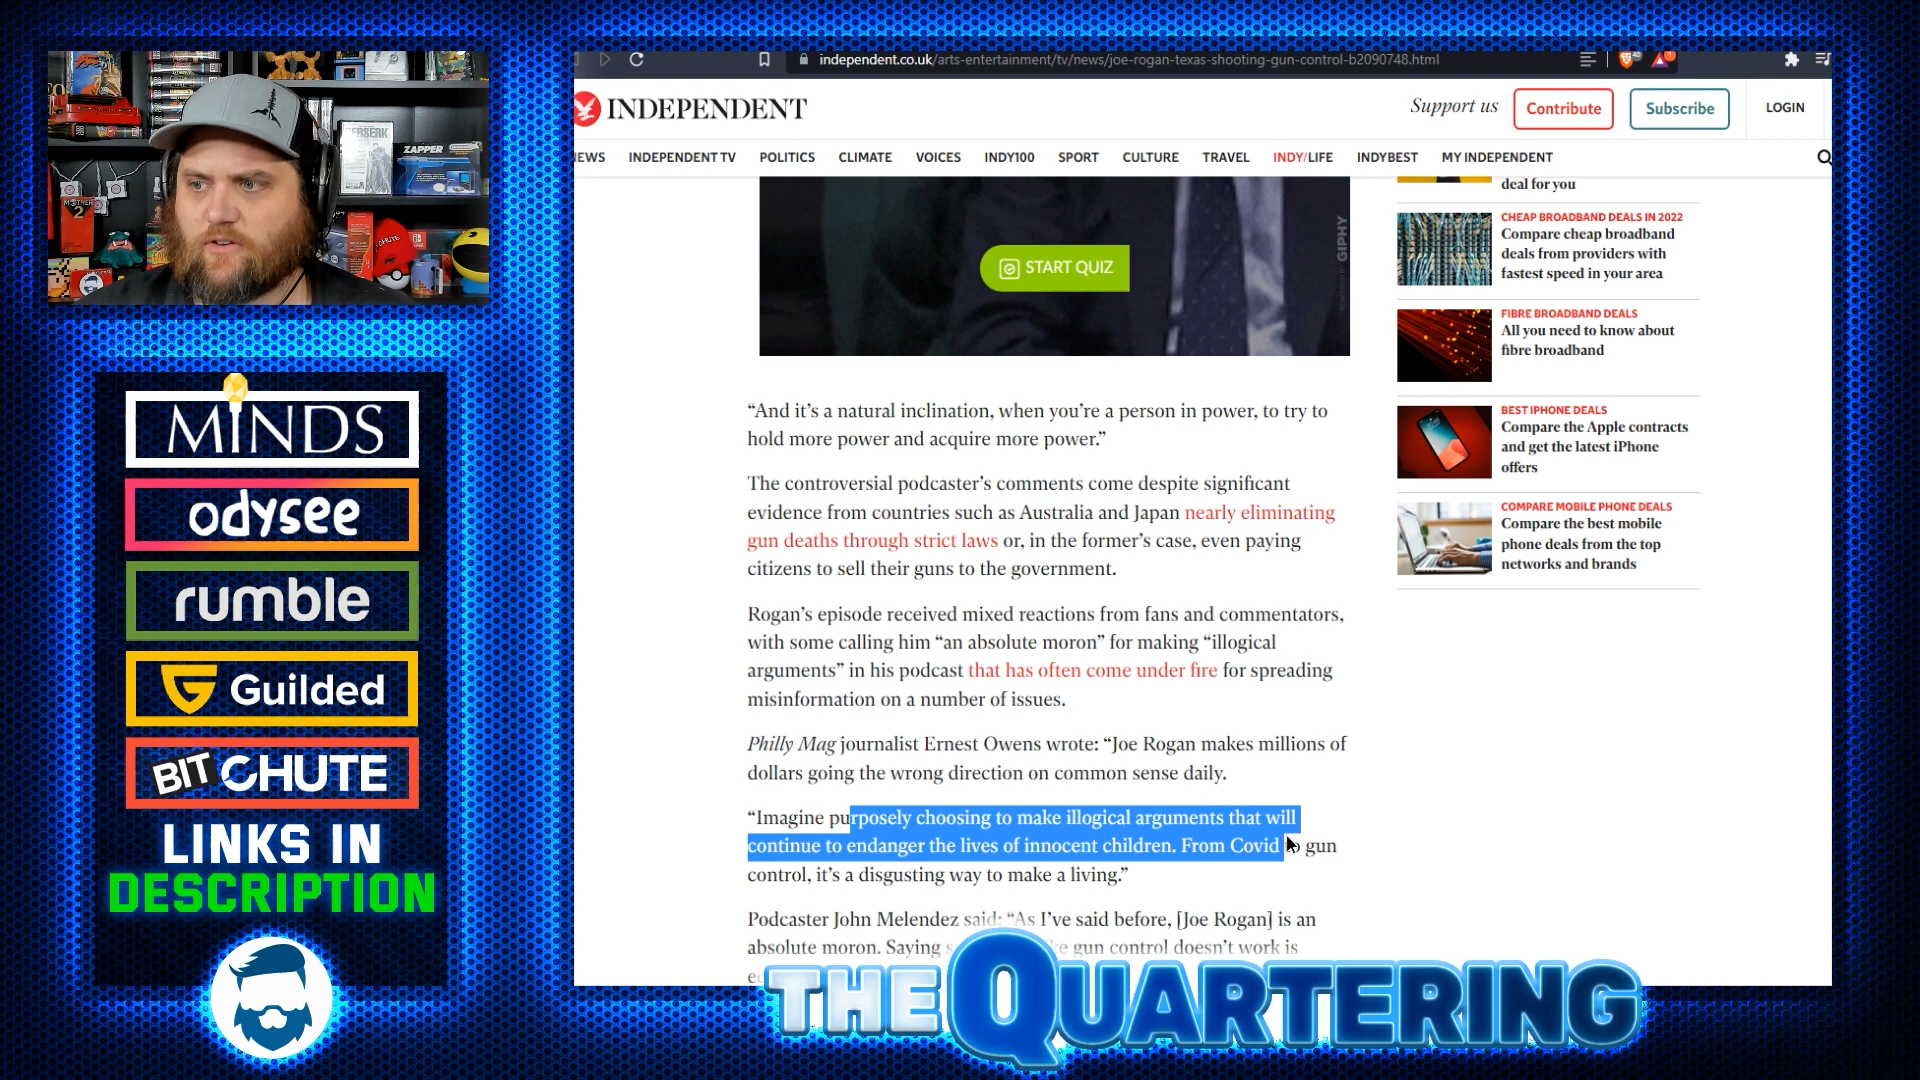 independent.co.uk/arts-entertainment/tv/news/joe-rogan-texas-shooting-gun-control-b2090748.html
INDEPENDENT
Support us
Contribute
Subscribe
LOGIN
EWS
INDEPENDENT TV
POLITICS
CLIMATE
VOICES
INDY100
SPORT
CULTURE
TRAVEL
INDY/LIFE
INDYBEST
MY INDEPENDENT
START QUIZ
GIPHY
“And it’s a natural inclination, when you’re a person in power, to try to
hold more power and acquire more power.”
The controversial podcaster’s comments come despite significant
evidence from countries such as Australia and Japan nearly eliminating
gun deaths through strict laws or, in the former’s case, even paying
citizens to sell their guns to the government.
Rogan’s episode received mixed reactions from fans and commentators,
with some calling him “an absolute moron” for making “illogical
arguments” in his podcast that has often come under fire for spreading
misinformation on a number of issues.
Philly Mag journalist Ernest Owens wrote: “Joe Rogan makes millions of
dollars going the wrong direction on common sense daily.
“Imagine purposely choosing to make illogical arguments that will
continue to endanger the lives of innocent children. From Covid to gun
control, it’s a disgusting way to make a living.”
Podcaster John Melendez said: “As I’ve said before, [Joe Rogan] is an
absolute moron. Saying gun control doesn’t work is
deal for you
CHEAP BROADBAND DEALS IN 2022
Compare cheap broadband
deals from providers with
fastest speed in your area
FIBRE BROADBAND DEALS
All you need to know about
fibre broadband
BEST IPHONE DEALS
Compare the Apple contracts
and get the latest iPhone
offers
COMPARE MOBILE PHONE DEALS
Compare the best mobile
phone deals from the top
networks and brands
BERSERK
ZAPPER
MOTHER
2
CHUTE
MINDS
odysee
rumble
Guilded
BITCHUTE
LINKS IN
DESCRIPTION
THE QUARTERING